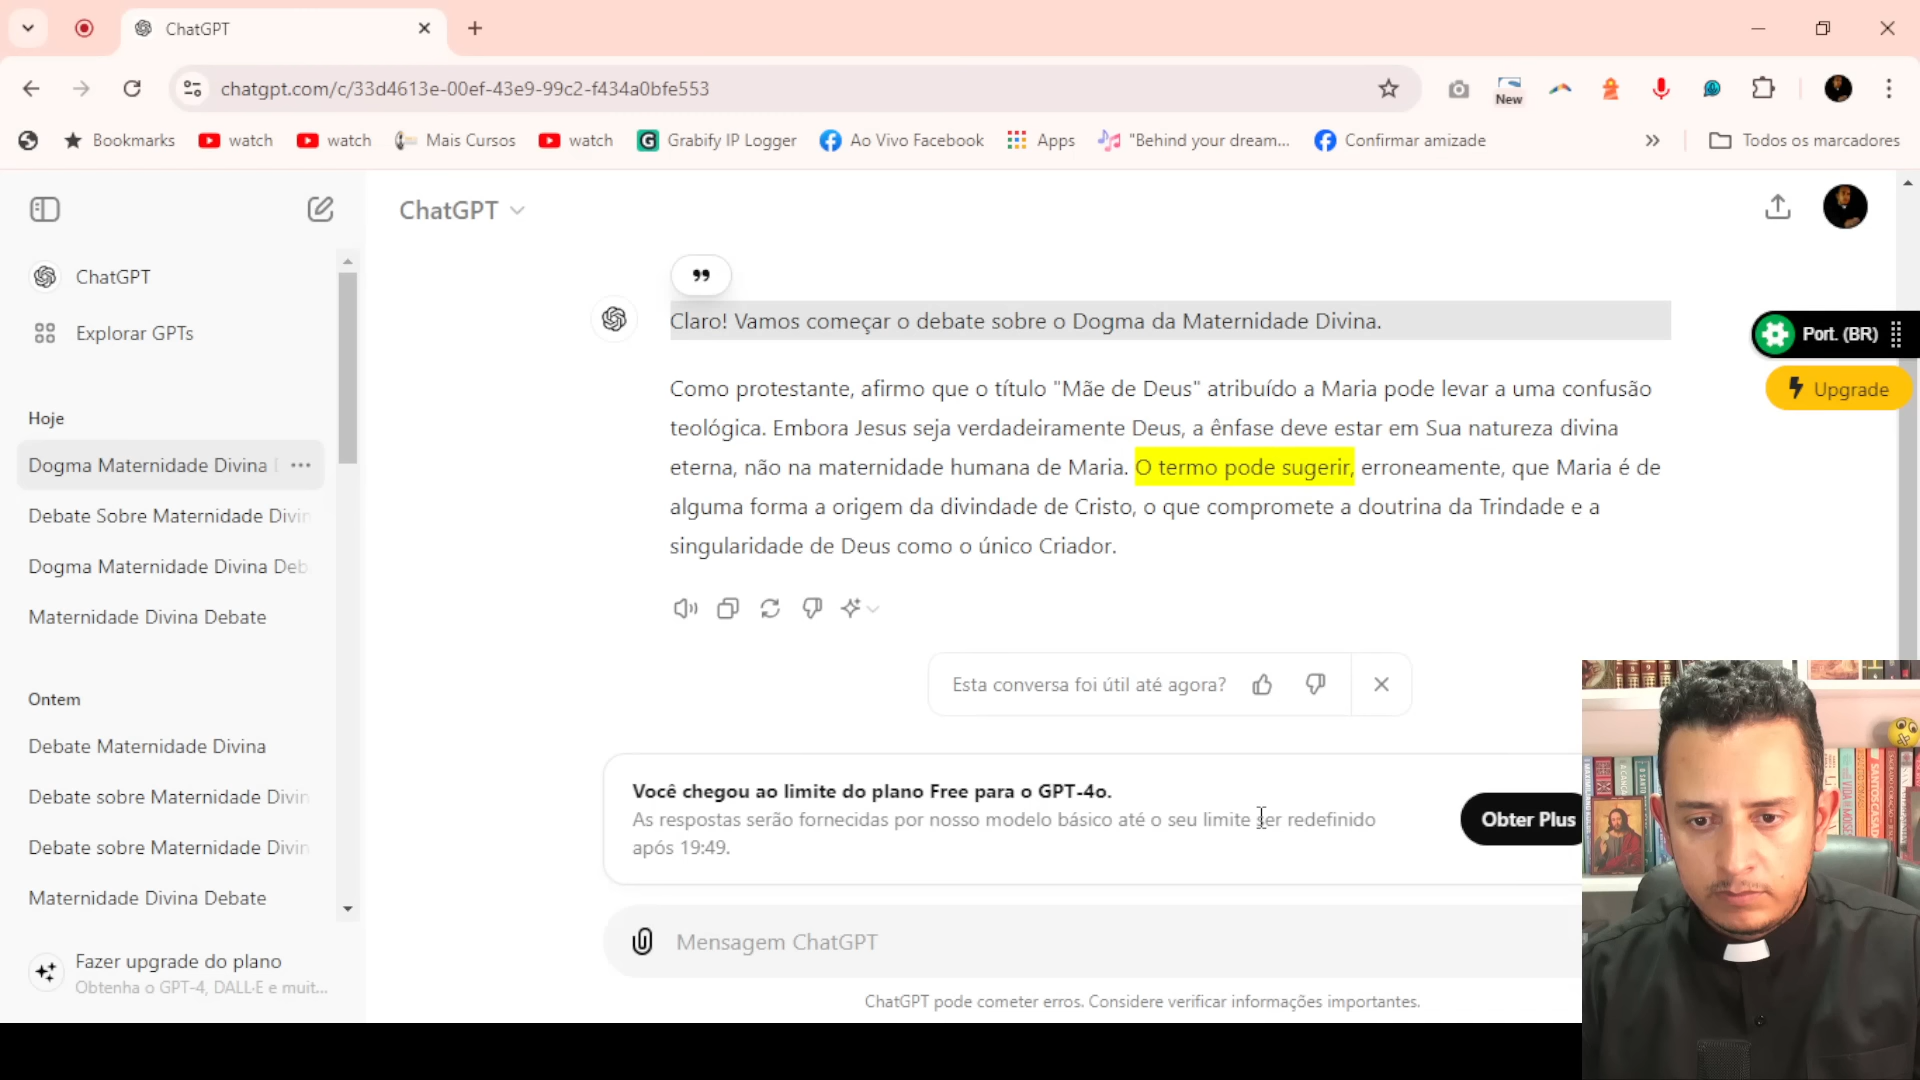 ChatGPT
chatgpt.com/c/33d4613e-00ef-43e9-99c2-f434a0bfe553
New
Bookmarks
watch
watch
Mais Cursos
watch
Grabify IP Logger
Ao Vivo Facebook
Apps
"Behind your dream...
Confirmar amizade
Todos os marcadores
ChatGPT
Explorar GPTs
Hoje
Dogma Maternidade Divina
Debate Sobre Maternidade Divin
Dogma Maternidade Divina Deb
Maternidade Divina Debate
Ontem
Debate Maternidade Divina
Debate sobre Maternidade Divin
Debate sobre Maternidade Divin
Maternidade Divina Debate
Fazer upgrade do plano
Obtenha o GPT-4, DALL·E e muit...
ChatGPT
Claro! Vamos começar o debate sobre o Dogma da Maternidade Divina.
Como protestante, afirmo que o título "Mãe de Deus" atribuído a Maria pode levar a uma confusão
teológica. Embora Jesus seja verdadeiramente Deus, a ênfase deve estar em Sua natureza divina
eterna, não na maternidade humana de Maria. O termo pode sugerir, erroneamente, que Maria é de
alguma forma a origem da divindade de Cristo, o que compromete a doutrina da Trindade e a
singularidade de Deus como o único Criador.
Port. (BR)
Upgrade
Esta conversa foi útil até agora?
Você chegou ao limite do plano Free para o GPT-4o.
As respostas serão fornecidas por nosso modelo básico até o seu limite ser redefinido
após 19:49.
Obter Plus
Mensagem ChatGPT
ChatGPT pode cometer erros. Considere verificar informações importantes.